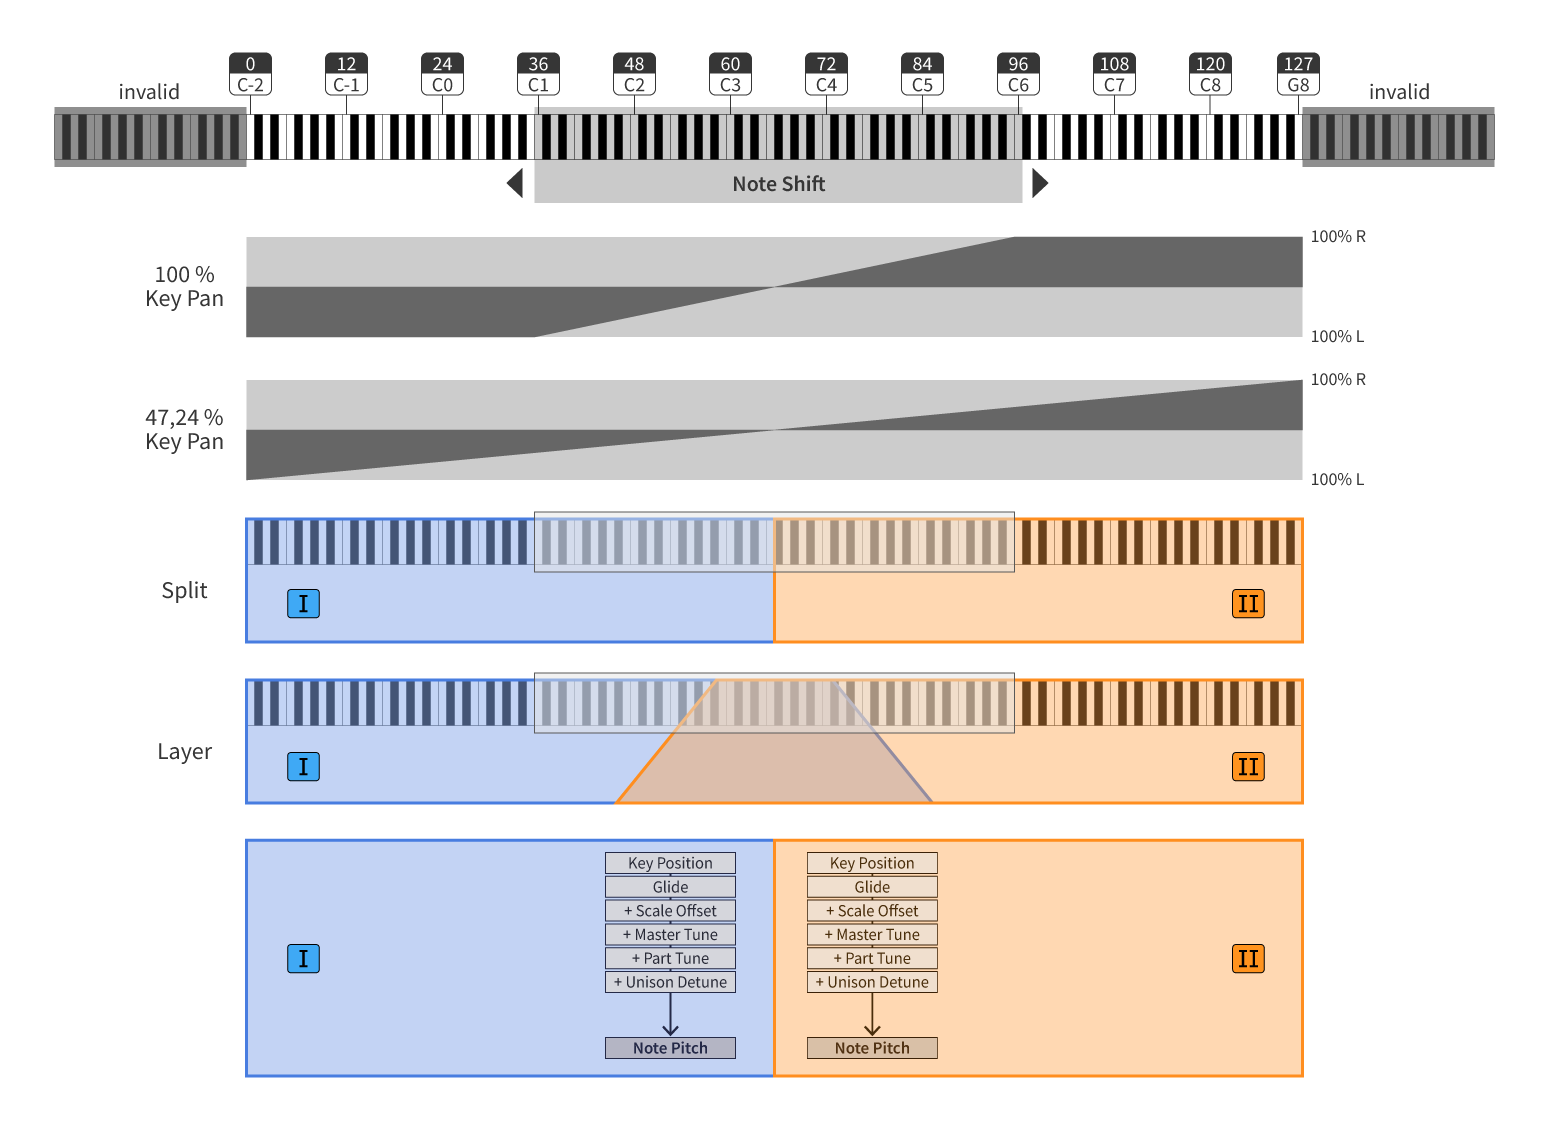 0 12 24 36 48 60 72 84 96 108 120 127
invalid C-2 C-1 C0 C1 C2 C3 C4 C5 C6 C7 C8 G8 invalid
Note Shift
100% R
100 %
Key Pan
100% L
100% R
47,24 %
Key Pan
100% L
Split
I II
Layer
I II
Key Position
Glide
+ Scale Offset
+ Master Tune
+ Part Tune
+ Unison Detune
Note Pitch
I
Key Position
Glide
+ Scale Offset
+ Master Tune
+ Part Tune
+ Unison Detune
Note Pitch
II